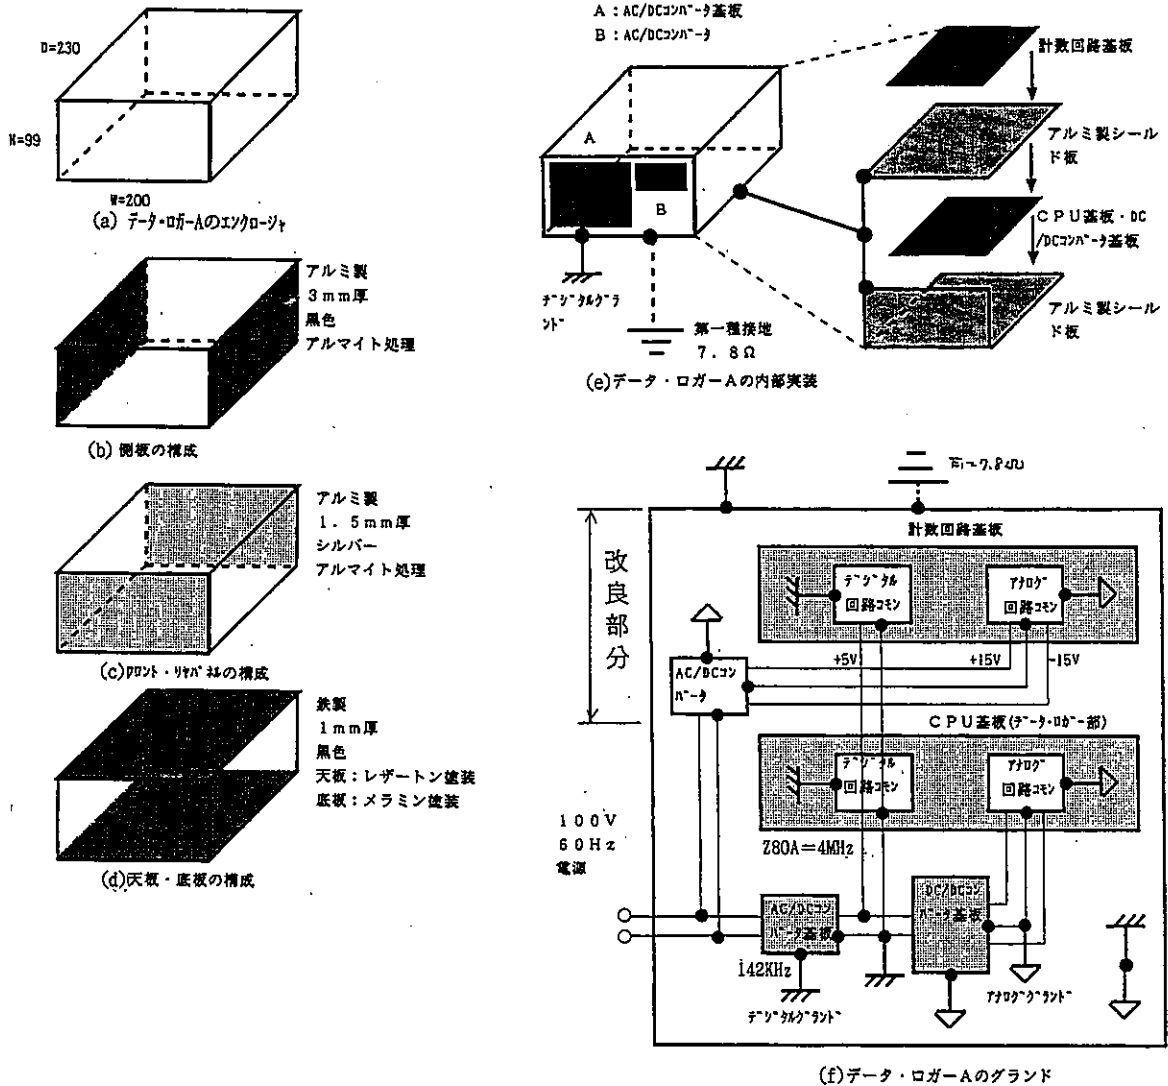 D=230
H=99
W=200
(a) データ・ロガーAのエンクロージャ
アルミ製
3mm厚
黒色
アルマイト処理
(b) 側板の構成
アルミ製
1.5mm厚
シルバー
アルマイト処理
(c)フロント・リヤパネルの構成
鉄製
1mm厚
黒色
天板:レザートン塗装
底板:メラミン塗装
(d)天板・底板の構成
A:AC/DCコンバータ基板
B:AC/DCコンバータ
A
B
デジタルグラ
ンド
第一種接地
7.8Ω
計数回路基板
アルミ製シール
ド板
CPU基板・DC
/DCコンバータ基板
アルミ製シール
ド板
(e)データ・ロガーAの内部実装
E1=7.8Ω
計数回路基板
改良部分
デジタル
回路コモン
アナログ
回路コモン
+5V
+15V
-15V
AC/DCコン
バータ
CPU基板(データ・ロガー部)
デジタル
回路コモン
アナログ
回路コモン
Z80A=4MHz
100V
60Hz
電源
AC/DCコン
バータ基板
142KHz
デジタルグランド
DC/DCコン
バータ基板
アナロググランド
(f)データ・ロガーAのグランド